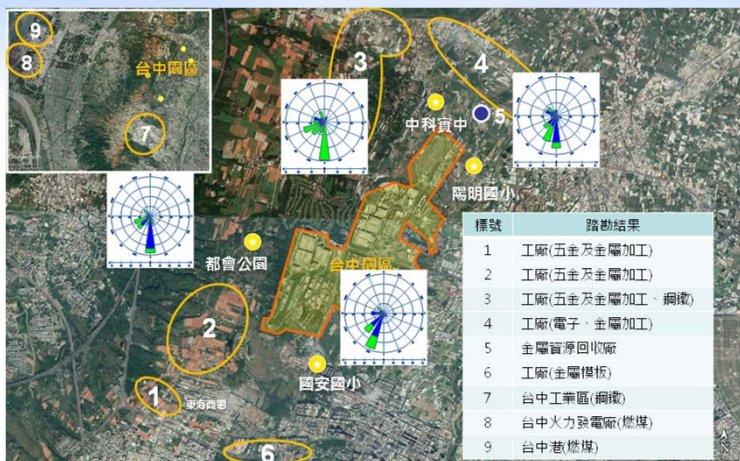 9
8
台中園區
7
3
4
中科實中
5
陽明國小
都會公園
台中園區
2
國安國小
1
東海商圈
6
標號 踏勘結果
1 工廠(五金及金屬加工)
2 工廠(五金及金屬加工)
3 工廠(五金及金屬加工、鋼鐵)
4 工廠(電子、金屬加工)
5 金屬資源回收廠
6 工廠(金屬模板)
7 台中工業區(鋼鐵)
8 台中火力發電廠(燃煤)
9 台中港(燃煤)
N